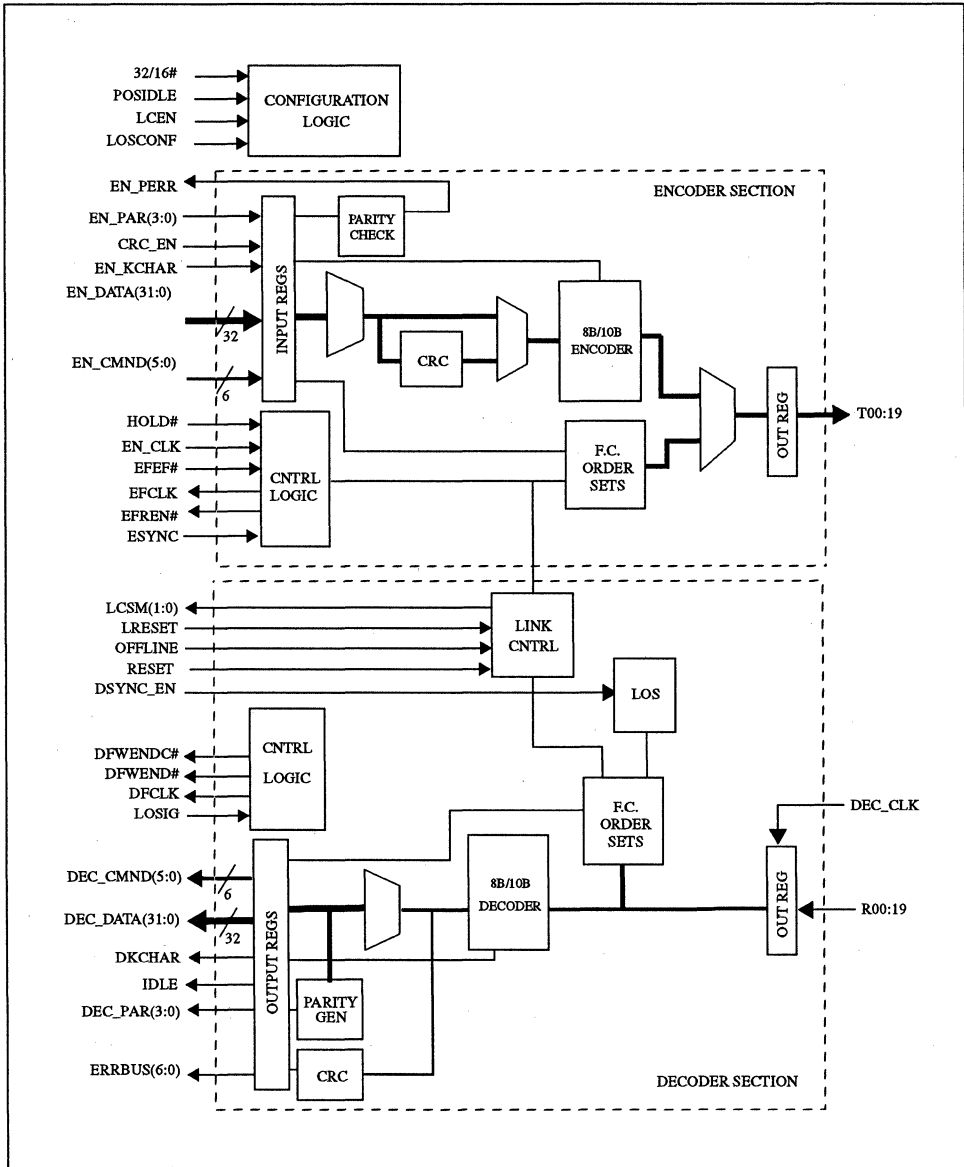 32/16#
POSIDLE
LCEN
LOSCONF
CONFIGURATION
LOGIC
EN_PERR
ENCODER SECTION
EN_PAR(3:0)
CRC_EN
EN_KCHAR
EN_DATA(31:0)
32
EN_CMND(5:0)
6
INPUT REGS
PARITY
CHECK
CRC
8B/10B
ENCODER
HOLD#
EN_CLK
EFEF#
EFCLK
EFREN#
ESYNC
CNTRL
LOGIC
F.C.
ORDER
SETS
OUT REG
T00:19
LCSM(1:0)
LRESET
OFFLINE
RESET
DSYNC_EN
LINK
CNTRL
LOS
DFWENDC#
DFWEND#
DFCLK
LOSIG
CNTRL
LOGIC
F.C.
ORDER
SETS
DEC_CLK
OUT REG
R00:19
DEC_CMND(5:0)
6
DEC_DATA(31:0)
32
DKCHAR
IDLE
DEC_PAR(3:0)
ERRBUS(6:0)
OUTPUT REGS
8B/10B
DECODER
PARITY
GEN
CRC
DECODER SECTION